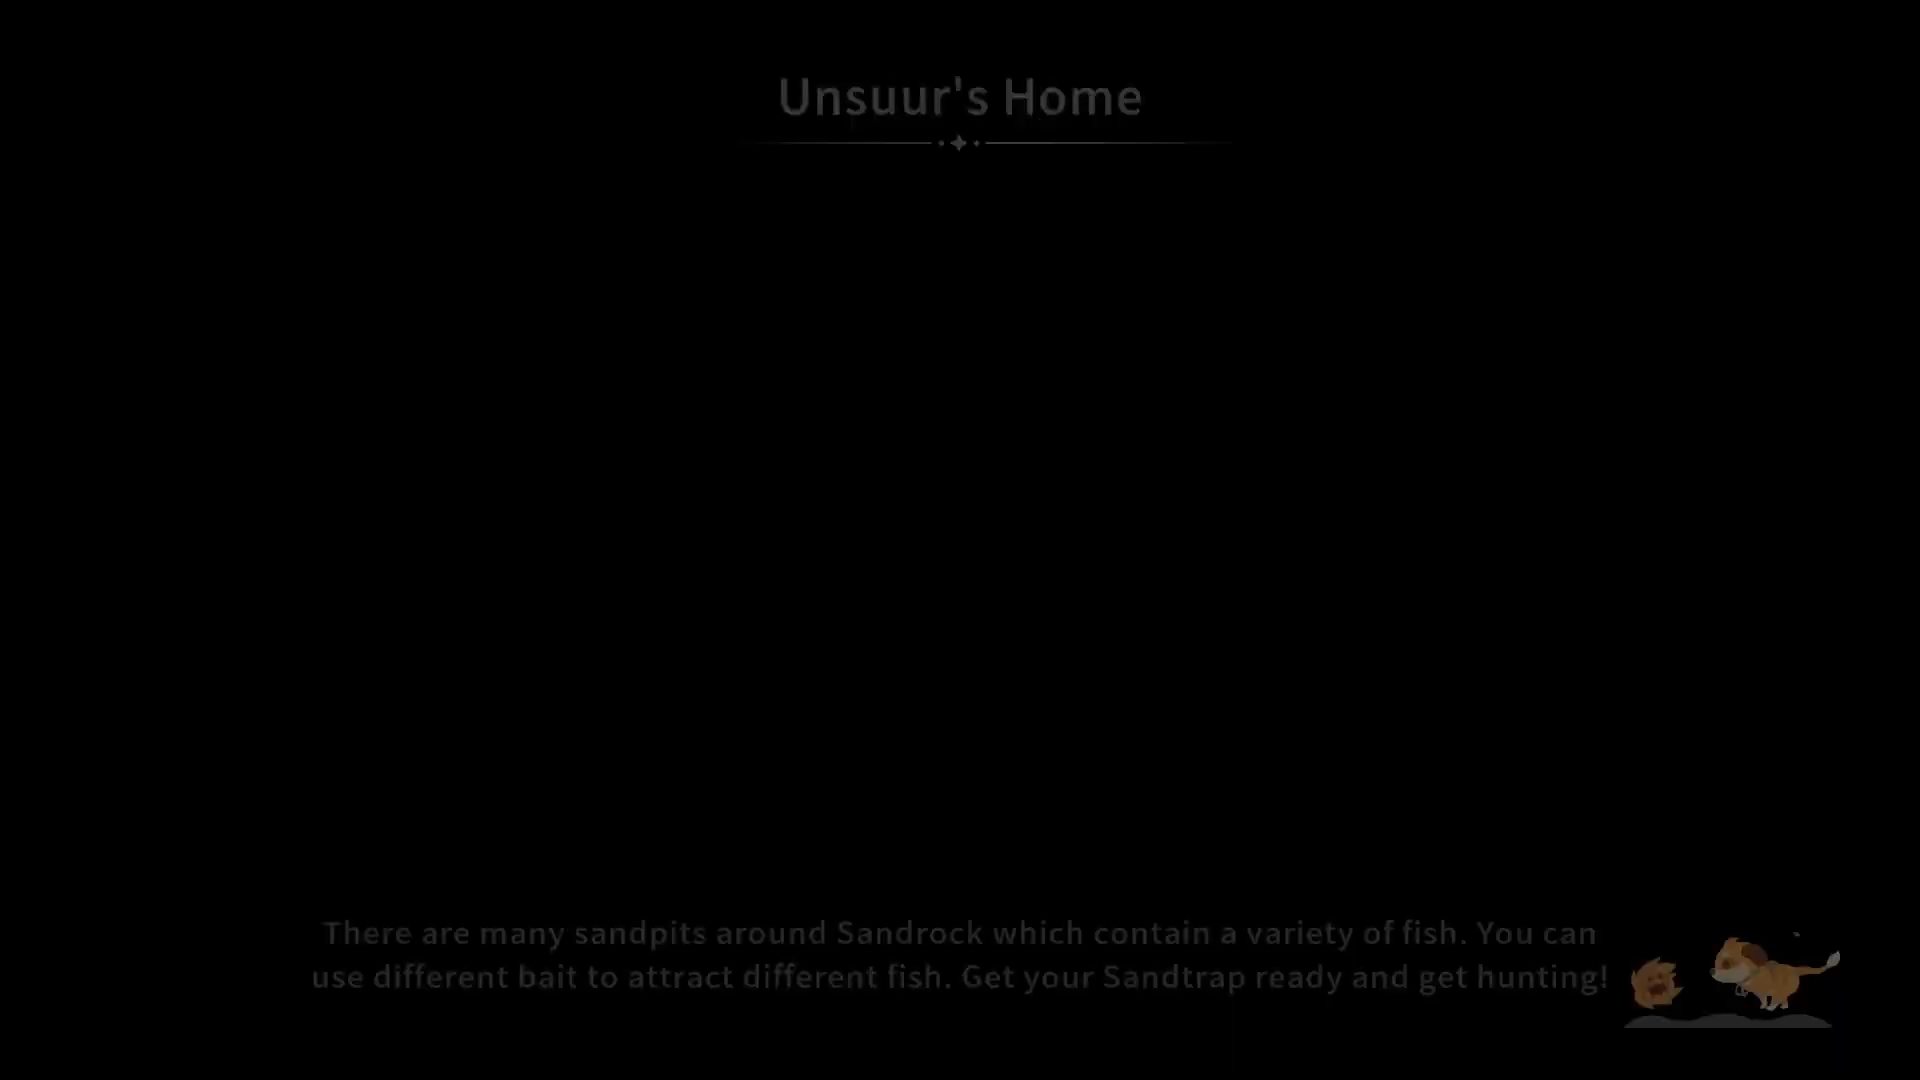 Unsuur's Home
There are many sandpits around Sandrock which contain a variety of fish. You can
use different bait to attract different fish. Get your Sandtrap ready and get hunting!